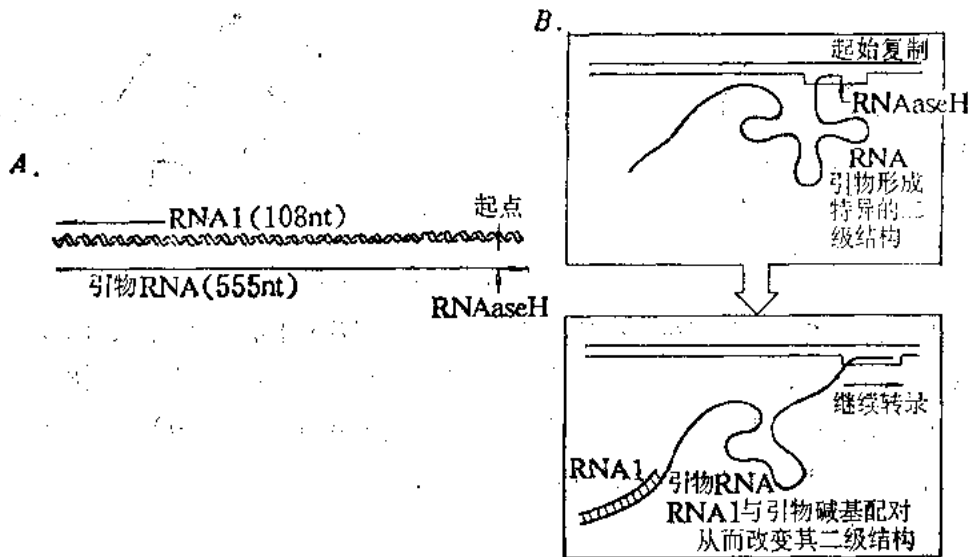 A.
RNA1(108nt)
起点
引物RNA(555nt)
RNAaseH
B.
起始复制
RNAaseH
RNA
引物形成
特异的二
级结构
继续转录
RNA1
引物RNA
RNA1与引物碱基配对
从而改变其二级结构